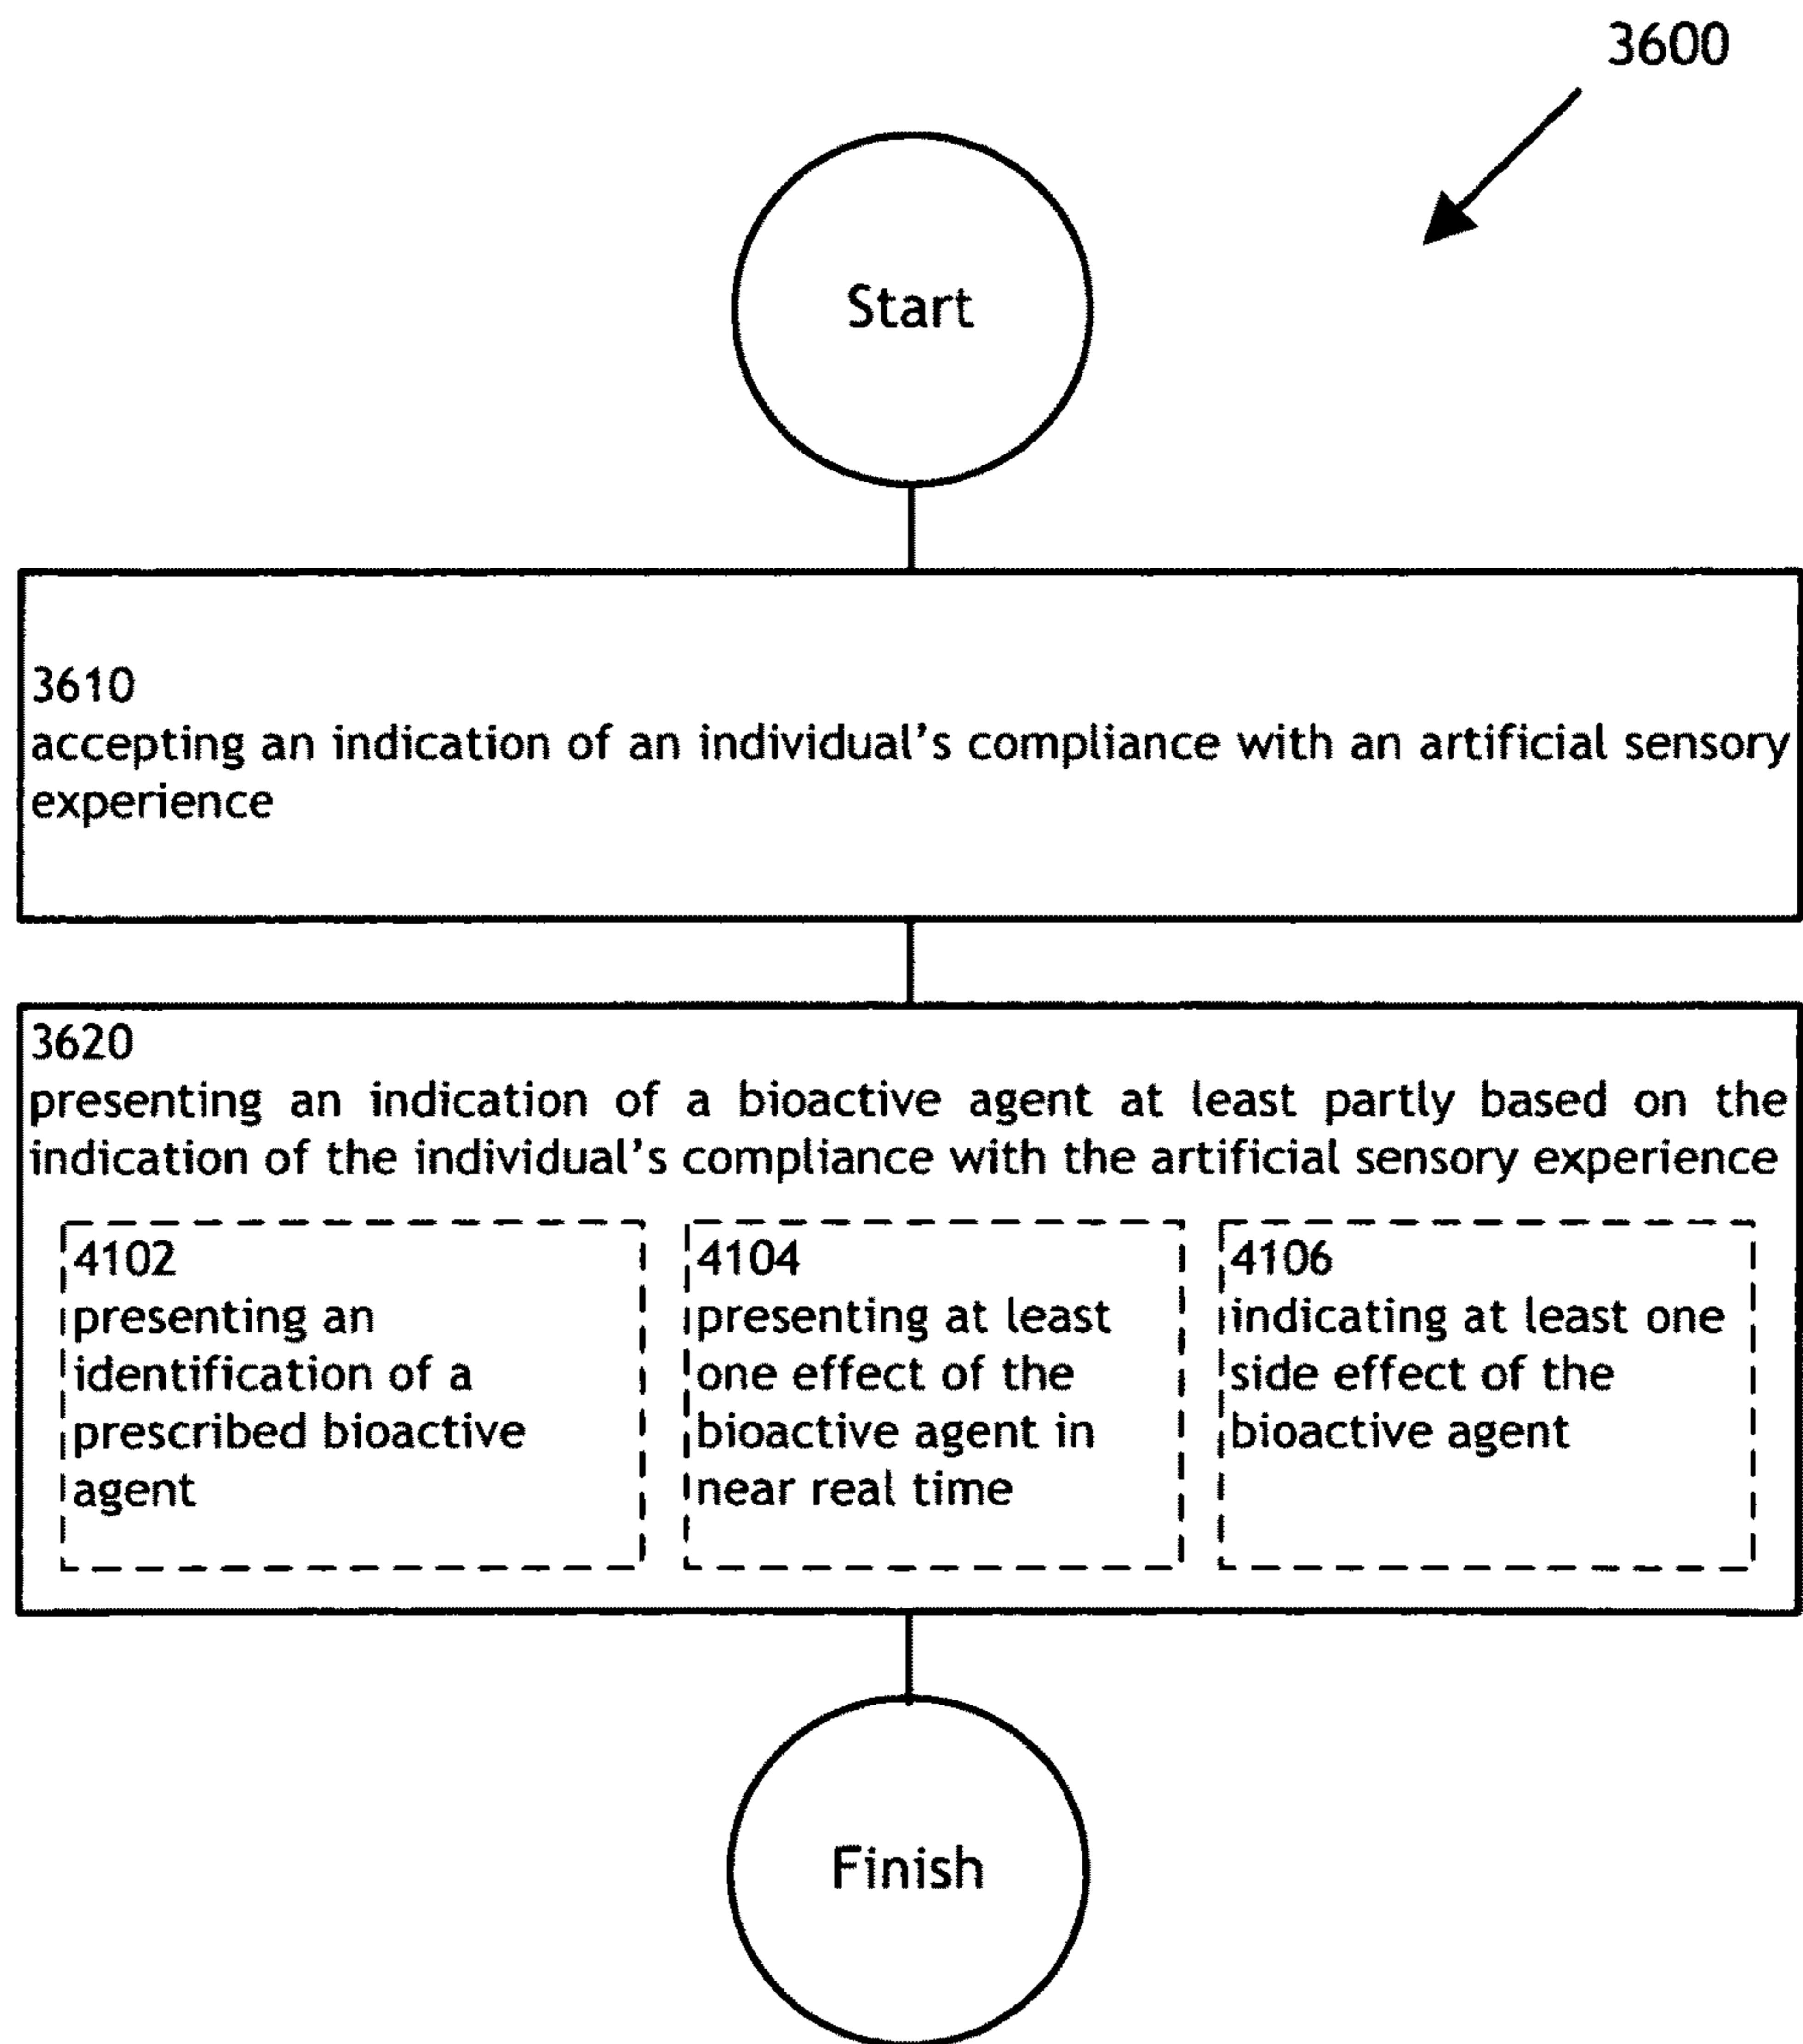 3600
Start
3610
accepting an indication of an individual's compliance with an artificial sensory
experience
3620
presenting an indication of a bioactive agent at least partly based on the
indication of the individual's compliance with the artificial sensory experience
4102
presenting an
identification of a
prescribed bioactive
agent
4104
presenting at least
one effect of the
bioactive agent in
near real time
4106
indicating at least one
side effect of the
bioactive agent
Finish